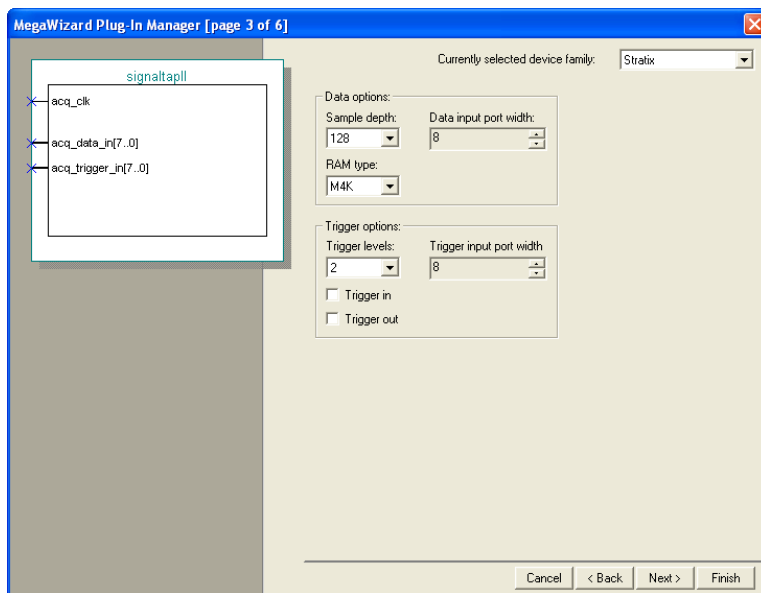 MegaWizard Plug-In Manager [page 3 of 6]
Currently selected device family: Stratix
signaltapII
acq_clk
acq_data_in[7..0]
acq_trigger_in[7..0]
Data options:
Sample depth: Data input port width:
128 8
RAM type:
M4K
Trigger options:
Trigger levels: Trigger input port width
2 8
Trigger in
Trigger out
Cancel < Back Next > Finish